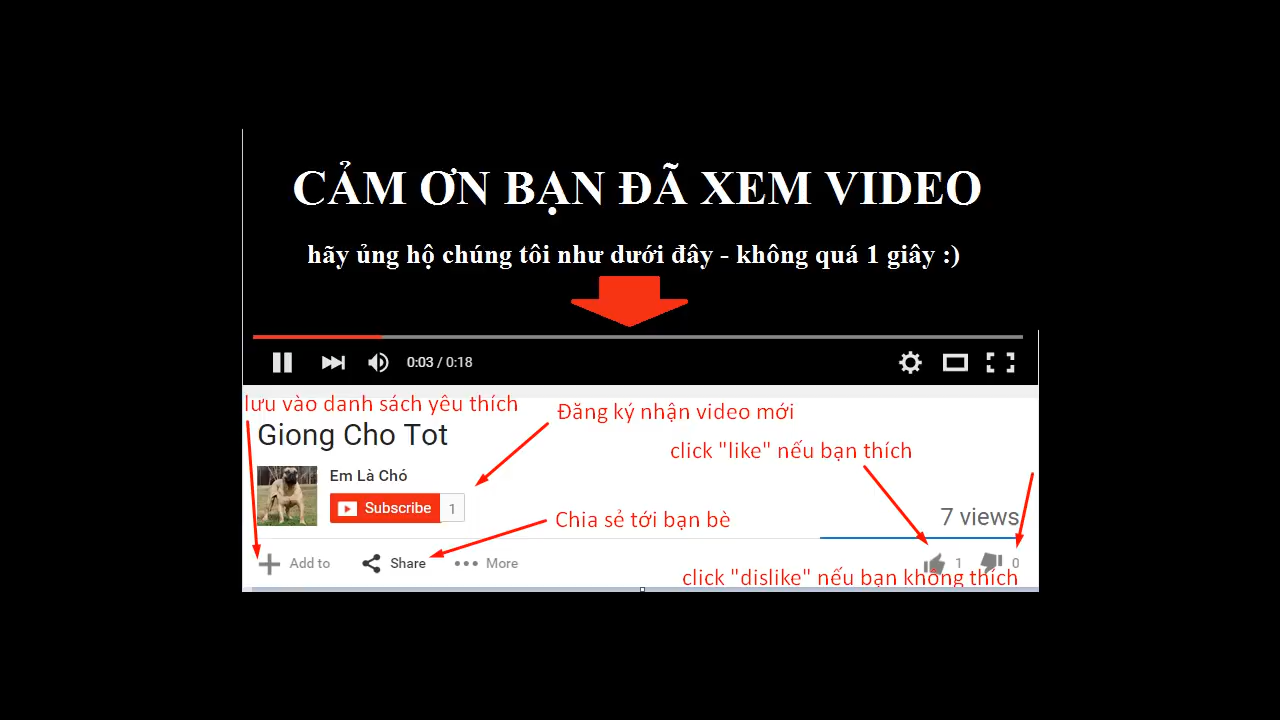 CẢM ƠN BẠN ĐÃ XEM VIDEO
hãy ủng hộ chúng tôi như dưới đây - không quá 1 giây :)
0:03 / 0:18
lưu vào danh sách yêu thích
Đăng ký nhận video mới
Giong Cho Tot
click "like" nếu bạn thích
Em Là Chó
Subscribe 1
Chia sẻ tới bạn bè
7 views
Add to Share More 1 0
click "dislike" nếu bạn không thích